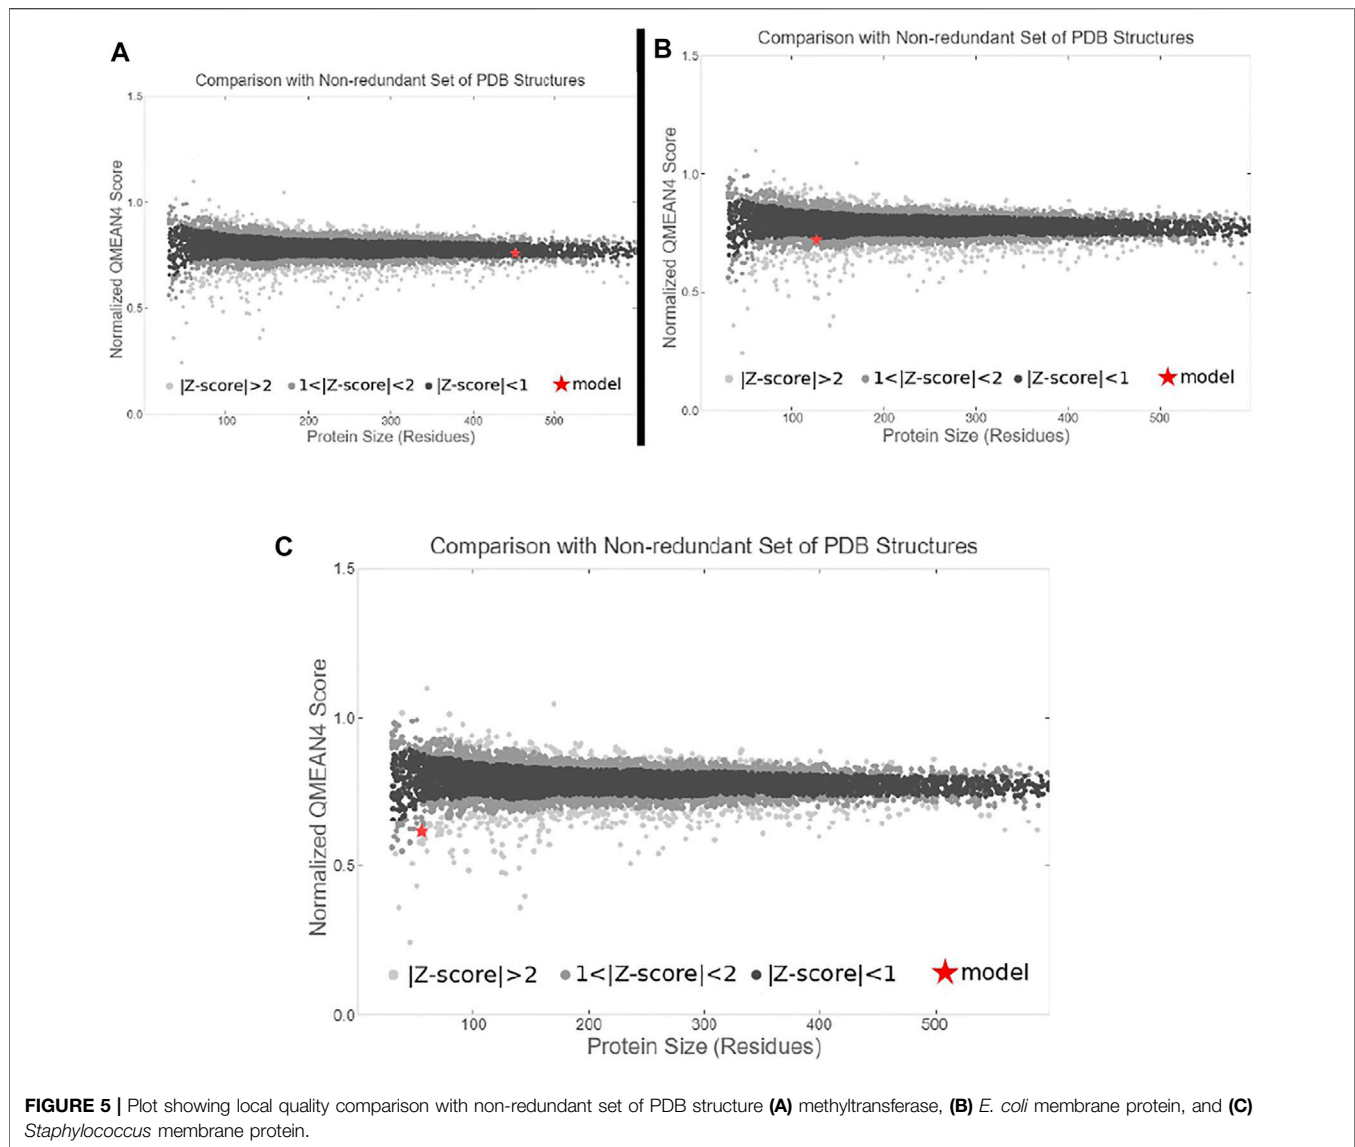 A
Comparison with Non-redundant Set of PDB Structures
Normalized QMEAN4 Score
1.5
1.0
0.5
0.0
|Z-score|>2 1<|Z-score|<2 |Z-score|<1 model
100 200 300 400 500
Protein Size (Residues)
B
Comparison with Non-redundant Set of PDB Structures
Normalized QMEAN4 Score
1.5
1.0
0.5
0.0
|Z-score|>2 1<|Z-score|<2 |Z-score|<1 model
100 200 300 400 500
Protein Size (Residues)
C
Comparison with Non-redundant Set of PDB Structures
Normalized QMEAN4 Score
1.5
1.0
0.5
0.0
|Z-score|>2 1<|Z-score|<2 |Z-score|<1 model
100 200 300 400 500
Protein Size (Residues)
FIGURE 5 | Plot showing local quality comparison with non-redundant set of PDB structure (A) methyltransferase, (B) E. coli membrane protein, and (C)
Staphylococcus membrane protein.